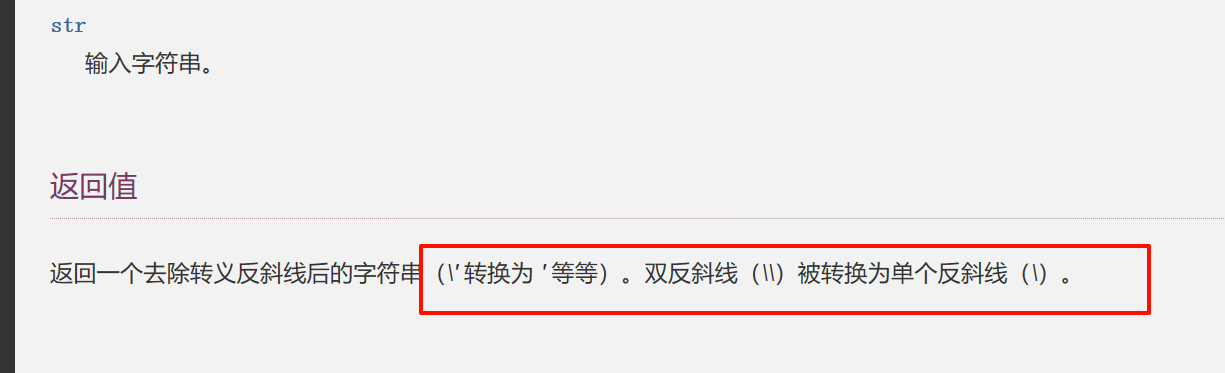 str
输入字符串。
返回值
返回一个去除转义反斜线后的字符串（\' 转换为 ' 等等）。双反斜线（\\）被转换为单个反斜线（\）。